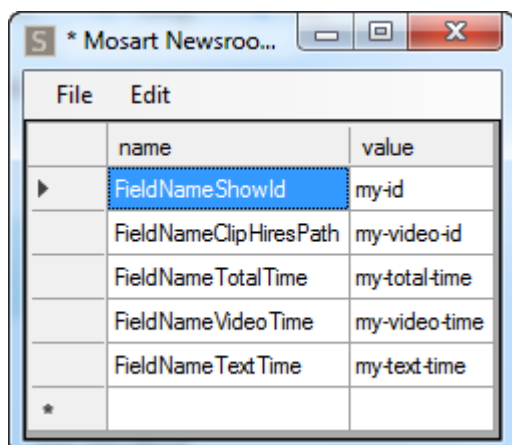 S * Mosart Newsroo...
File Edit
name value
FieldNameShowId my-id
FieldNameClipHiresPath my-video-id
FieldNameTotalTime my-total-time
FieldNameVideoTime my-video-time
FieldNameTextTime my-text-time
*